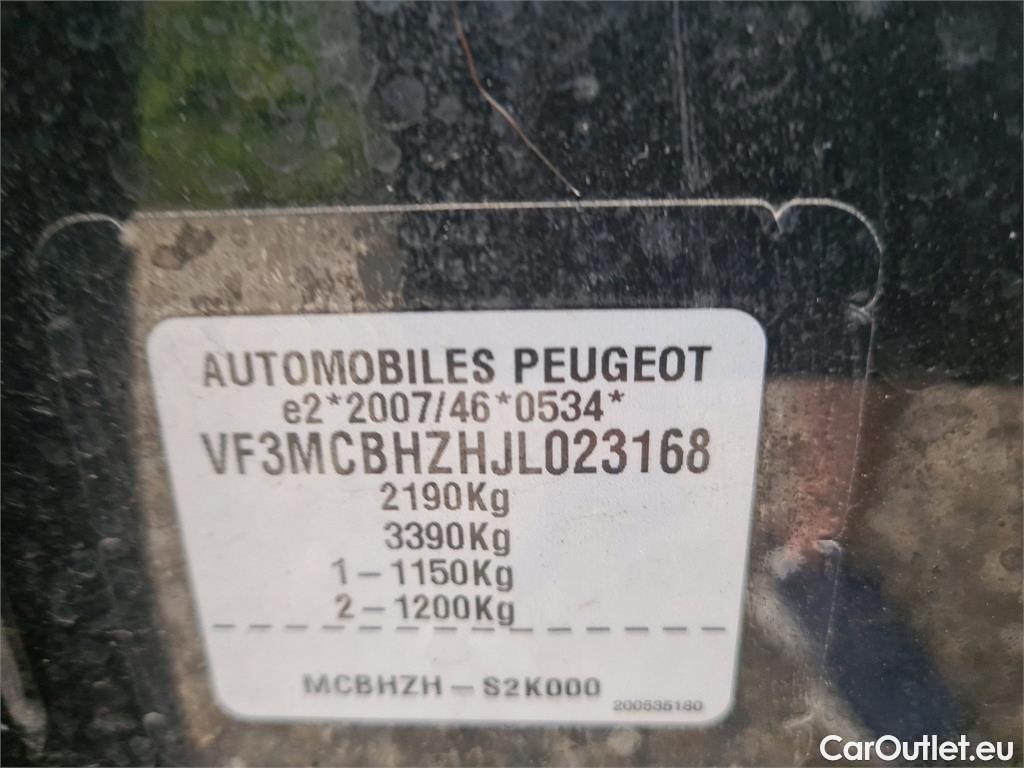 AUTOMOBILES PEUGEOT
e2*2007/46*0534*
VF3MCBHZHJL023168
2190Kg
3390Kg
1-1150Kg
2-1200Kg
MCBHZH-S2K000
200535180
CarOutlet.eu